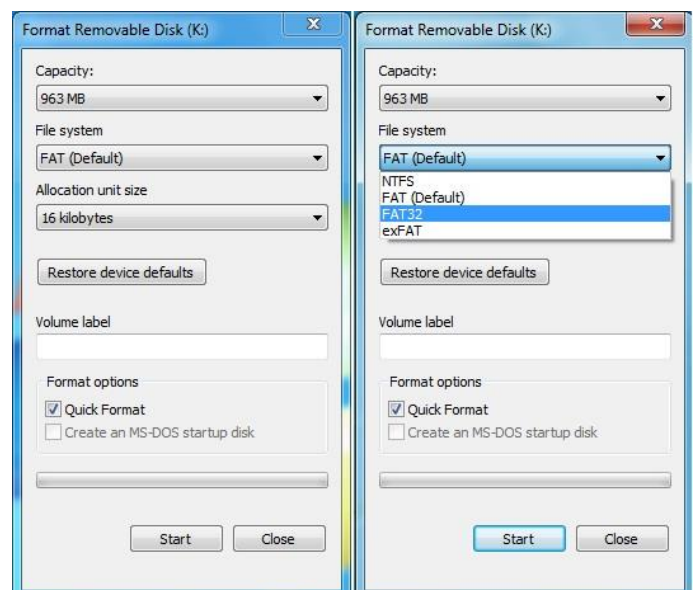 Format Removable Disk (K:)
Capacity:
963 MB
File system
FAT (Default)
Allocation unit size
16 kilobytes
Restore device defaults
Volume label
Format options
Quick Format
Create an MS-DOS startup disk
Start
Close
Format Removable Disk (K:)
Capacity:
963 MB
File system
FAT (Default)
NTFS
FAT (Default)
FAT32
exFAT
Restore device defaults
Volume label
Format options
Quick Format
Create an MS-DOS startup disk
Start
Close